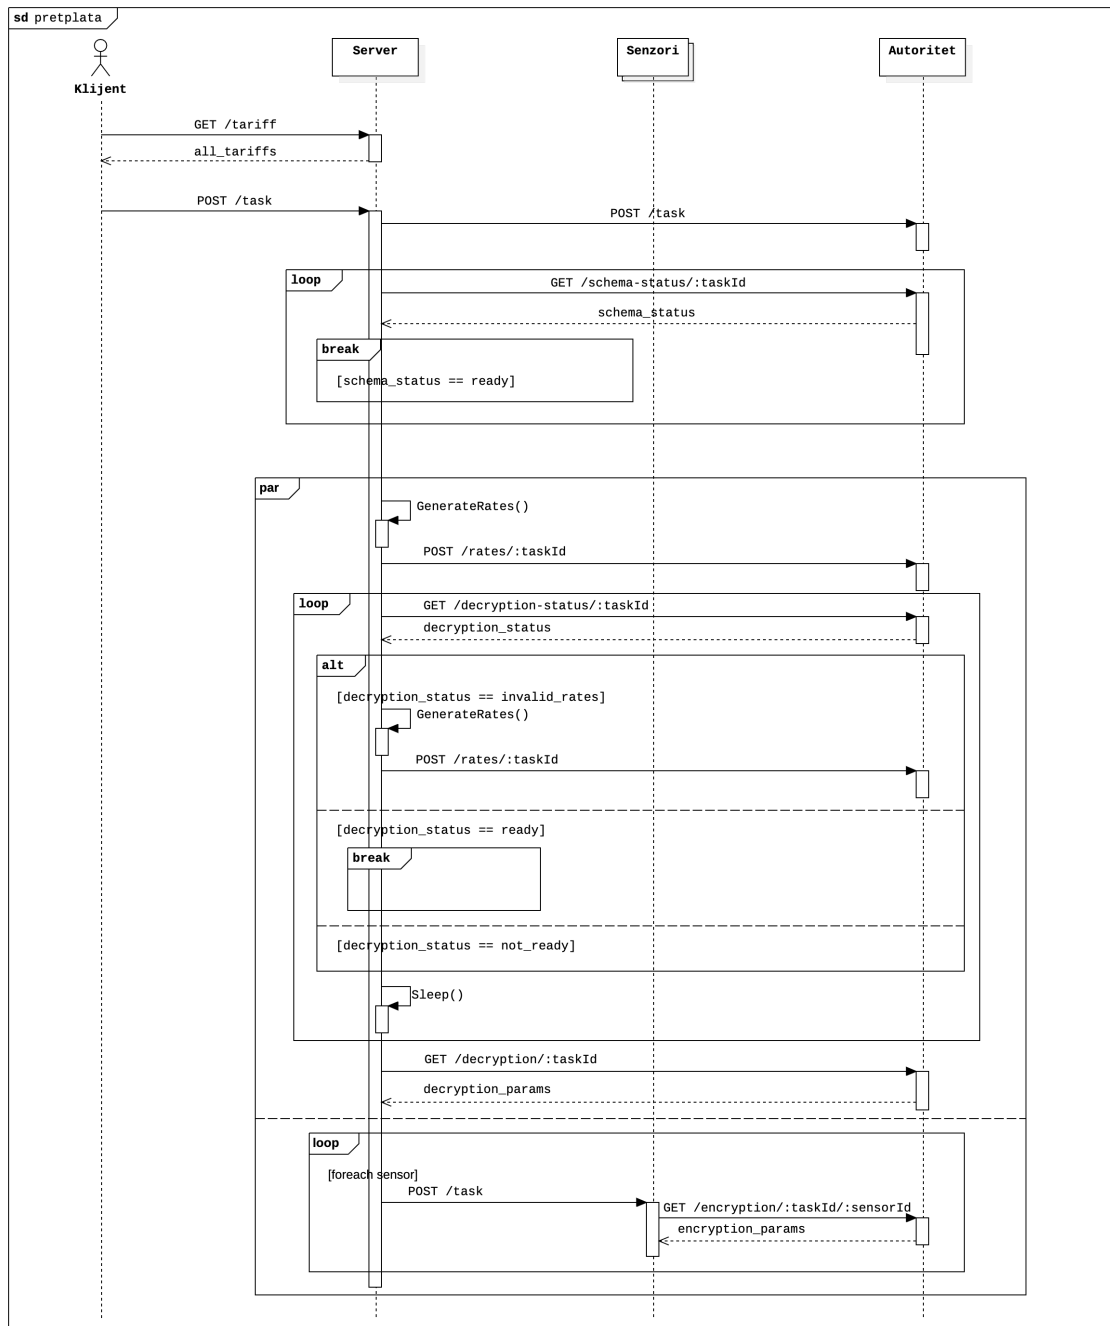 sd pretplata
Klijent
Server
Senzori
Autoritet
GET /tariff
all_tariffs
POST /task
POST /task
loop
GET /schema-status/:taskId
schema_status
break
[schema_status == ready]
par
GenerateRates()
POST /rates/:taskId
loop
GET /decryption-status/:taskId
decryption_status
alt
[decryption_status == invalid_rates]
GenerateRates()
POST /rates/:taskId
[decryption_status == ready]
break
[decryption_status == not_ready]
Sleep()
GET /decryption/:taskId
decryption_params
loop
[foreach sensor]
POST /task
GET /encryption/:taskId/:sensorId
encryption_params